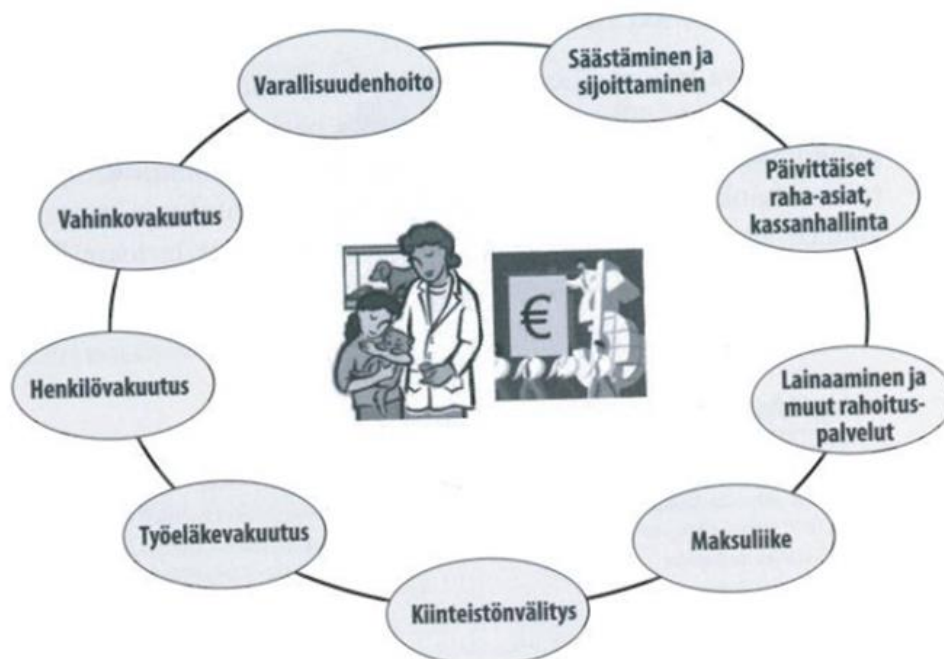 Säästäminen ja
sijoittaminen
Päivittäiset
raha-asiat,
kassanhallinta
Lainaaminen ja
muut rahoitus-
palvelut
Maksuliike
Kiinteistönvälitys
Työeläkevakuutus
Henkilövakuutus
Vahinkovakuutus
Varallisuudenhoito
€